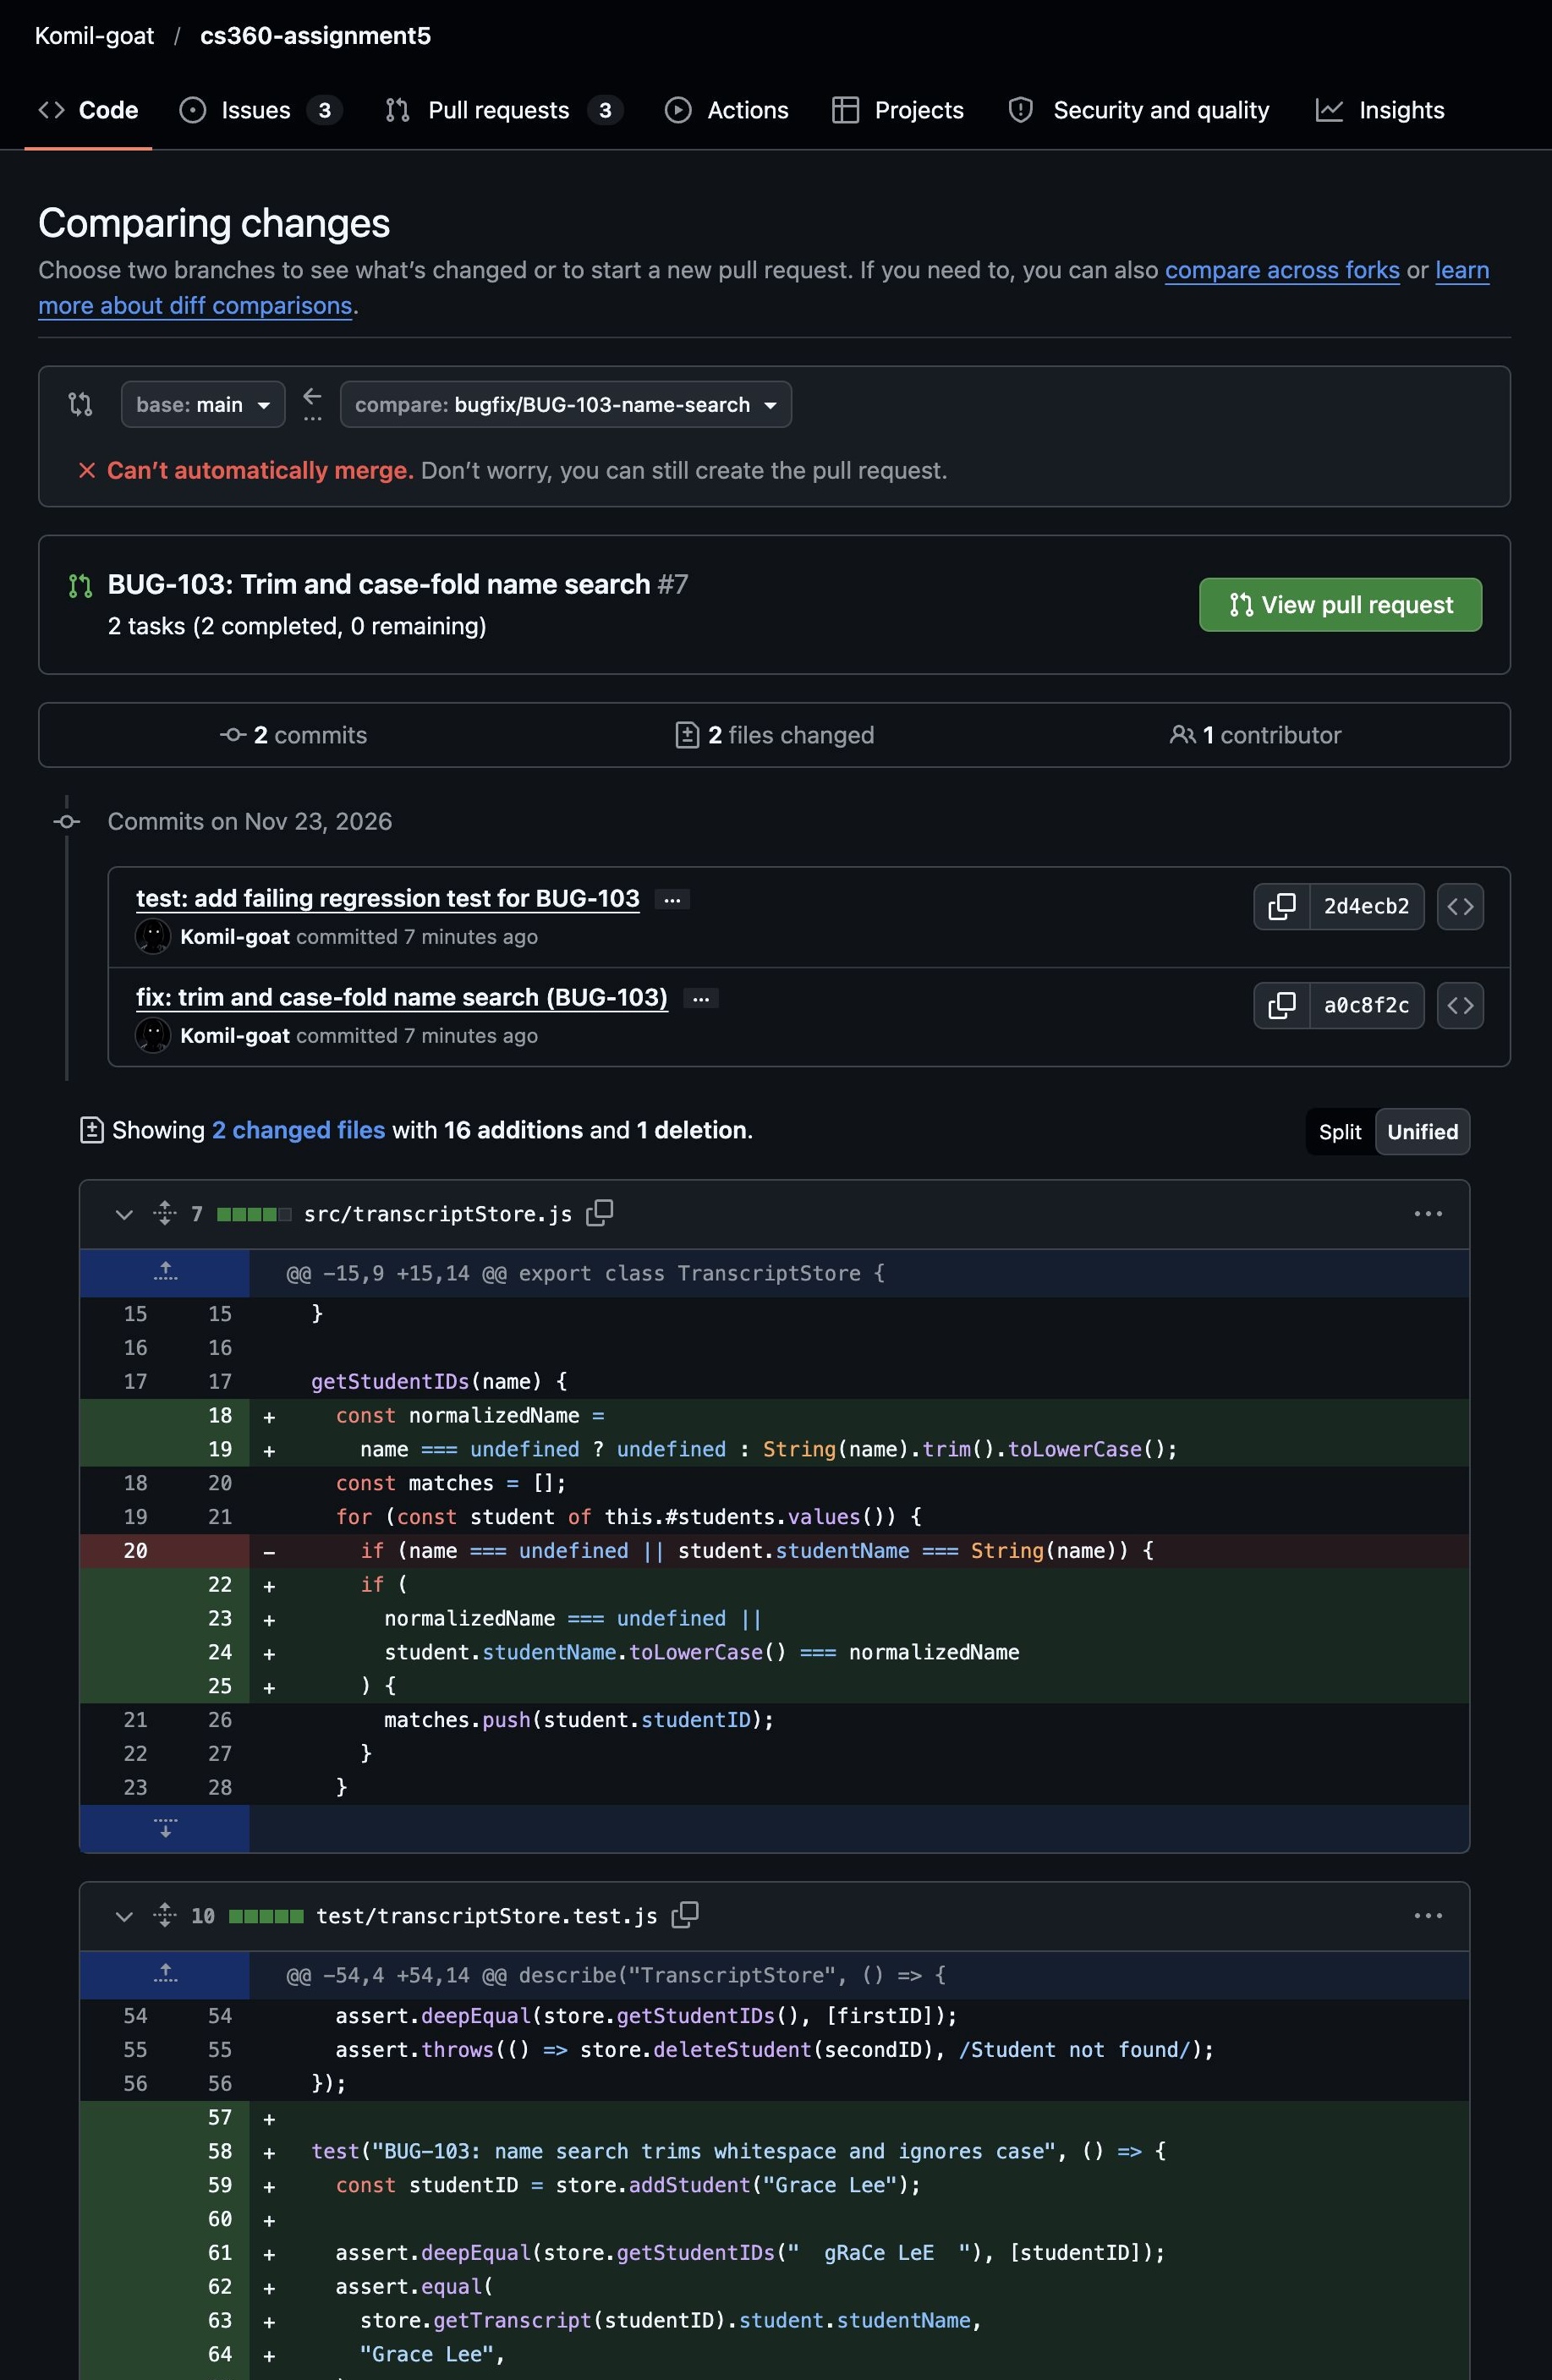 Komil-goat / cs360-assignment5
Code Issues 3 Pull requests 3 Actions Projects Security and quality Insights
Comparing changes
Choose two branches to see what’s changed or to start a new pull request. If you need to, you can also compare across forks or learn
more about diff comparisons.
base: main ... compare: bugfix/BUG-103-name-search
Can’t automatically merge. Don’t worry, you can still create the pull request.
BUG-103: Trim and case-fold name search #7
2 tasks (2 completed, 0 remaining)
View pull request
2 commits 2 files changed 1 contributor
Commits on Nov 23, 2026
test: add failing regression test for BUG-103 …
2d4ecb2
Komil-goat committed 7 minutes ago
fix: trim and case-fold name search (BUG-103) …
a0c8f2c
Komil-goat committed 7 minutes ago
Showing 2 changed files with 16 additions and 1 deletion.
Split Unified
7 src/transcriptStore.js
@@ -15,9 +15,14 @@ export class TranscriptStore {
15 15 }
16 16
17 17 getStudentIDs(name) {
18 + const normalizedName =
19 + name === undefined ? undefined : String(name).trim().toLowerCase();
18 20 const matches = [];
19 21 for (const student of this.#students.values()) {
20 - if (name === undefined || student.studentName === String(name)) {
22 + if (
23 + normalizedName === undefined ||
24 + student.studentName.toLowerCase() === normalizedName
25 + ) {
21 26 matches.push(student.studentID);
22 27 }
23 28 }
10 test/transcriptStore.test.js
@@ -54,4 +54,14 @@ describe("TranscriptStore", () => {
54 54 assert.deepEqual(store.getStudentIDs(), [firstID]);
55 55 assert.throws(() => store.deleteStudent(secondID), /Student not found/);
56 56 });
57 +
58 + test("BUG-103: name search trims whitespace and ignores case", () => {
59 + const studentID = store.addStudent("Grace Lee");
60 +
61 + assert.deepEqual(store.getStudentIDs("  gRaCe LeE  "), [studentID]);
62 + assert.equal(
63 + store.getTranscript(studentID).student.studentName,
64 + "Grace Lee",